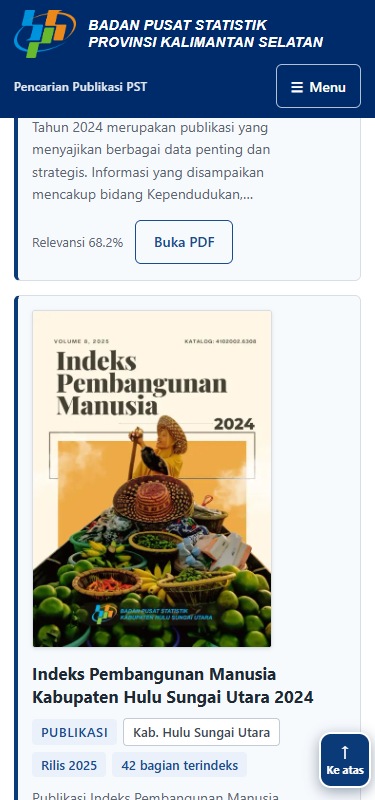 BADAN PUSAT STATISTIK
PROVINSI KALIMANTAN SELATAN
Pencarian Publikasi PST
☰ Menu
Tahun 2024 merupakan publikasi yang
menyajikan berbagai data penting dan
strategis. Informasi yang disampaikan
mencakup bidang Kependudukan,...
Relevansi 68.2%
Buka PDF
VOLUME 8, 2025
KATALOG: 4102002.6308
Indeks
Pembangunan
Manusia
2024
BADAN PUSAT STATISTIK
KABUPATEN HULU SUNGAI UTARA
Indeks Pembangunan Manusia
Kabupaten Hulu Sungai Utara 2024
PUBLIKASI
Kab. Hulu Sungai Utara
Rilis 2025
42 bagian terindeks
↑
Ke atas
Publikasi Indeks Pembangunan Manusia